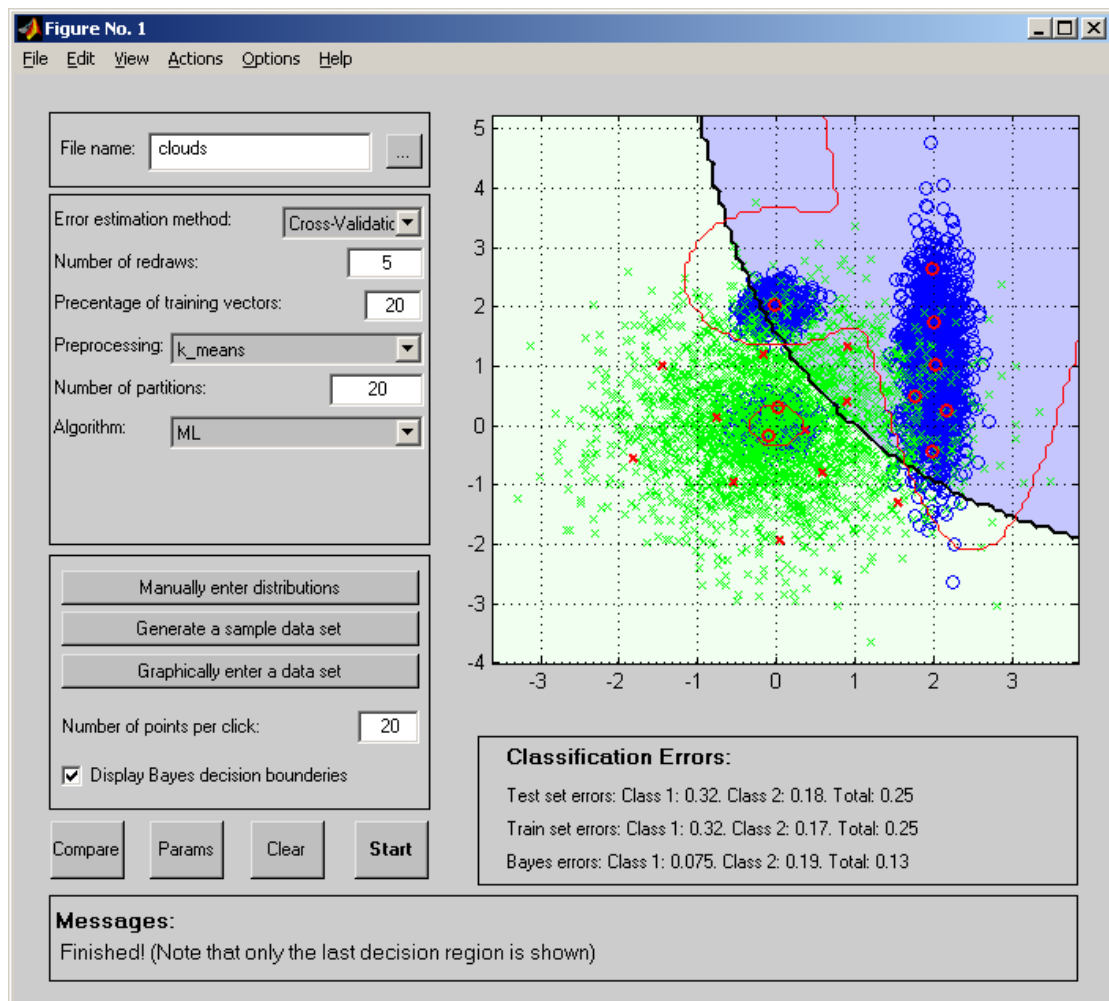 Figure No. 1
File Edit View Actions Options Help
File name: clouds ...
Error estimation method: Cross-Validatic
Number of redraws: 5
Precentage of training vectors: 20
Preprocessing: k_means
Number of partitions: 20
Algorithm: ML
Manually enter distributions
Generate a sample data set
Graphically enter a data set
Number of points per click: 20
Display Bayes decision bounderies
Compare Params Clear Start
5
4
3
2
1
0
-1
-2
-3
-4
-3 -2 -1 0 1 2 3
Classification Errors:
Test set errors: Class 1: 0.32. Class 2: 0.18. Total: 0.25
Train set errors: Class 1: 0.32. Class 2: 0.17. Total: 0.25
Bayes errors: Class 1: 0.075. Class 2: 0.19. Total: 0.13
Messages:
Finished! (Note that only the last decision region is shown)